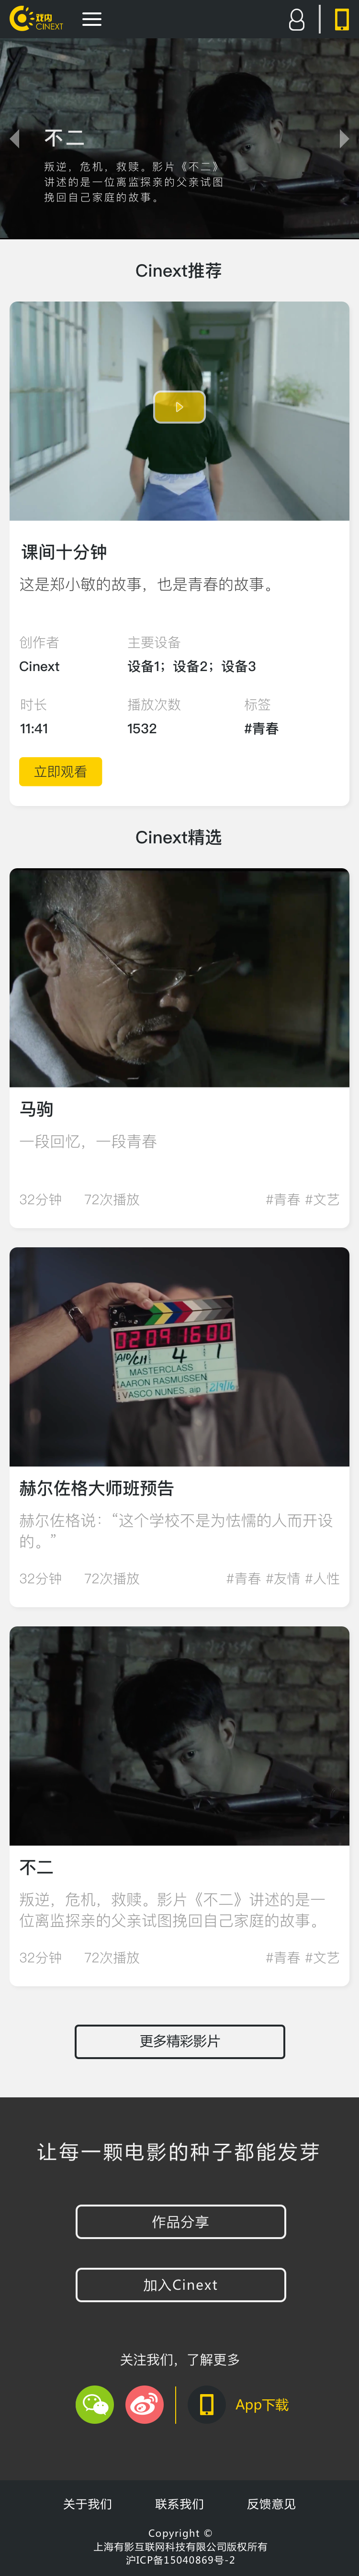 戏内
CINEXT
不二
叛逆，危机，救赎。影片《不二》
讲述的是一位离监探亲的父亲试图
挽回自己家庭的故事。
Cinext推荐
课间十分钟
这是郑小敏的故事，也是青春的故事。
创作者 主要设备
Cinext 设备1；设备2；设备3
时长 播放次数 标签
11:41 1532 #青春
立即观看
Cinext精选
马驹
一段回忆，一段青春
32分钟 72次播放 #青春 #文艺
02091600
AIO/CH 4 1
MASTERCLASS
AARON RASMUSSEN
VASCO NUNES, aip 2/9/16
赫尔佐格大师班预告
赫尔佐格说：“这个学校不是为怯懦的人而开设
的。”
32分钟 72次播放 #青春 #友情 #人性
不二
叛逆，危机，救赎。影片《不二》讲述的是一
位离监探亲的父亲试图挽回自己家庭的故事。
32分钟 72次播放 #青春 #文艺
更多精彩影片
让每一颗电影的种子都能发芽
作品分享
加入Cinext
关注我们，了解更多
App下载
关于我们 联系我们 反馈意见
Copyright ©
上海有影互联网科技有限公司版权所有
沪ICP备15040869号-2